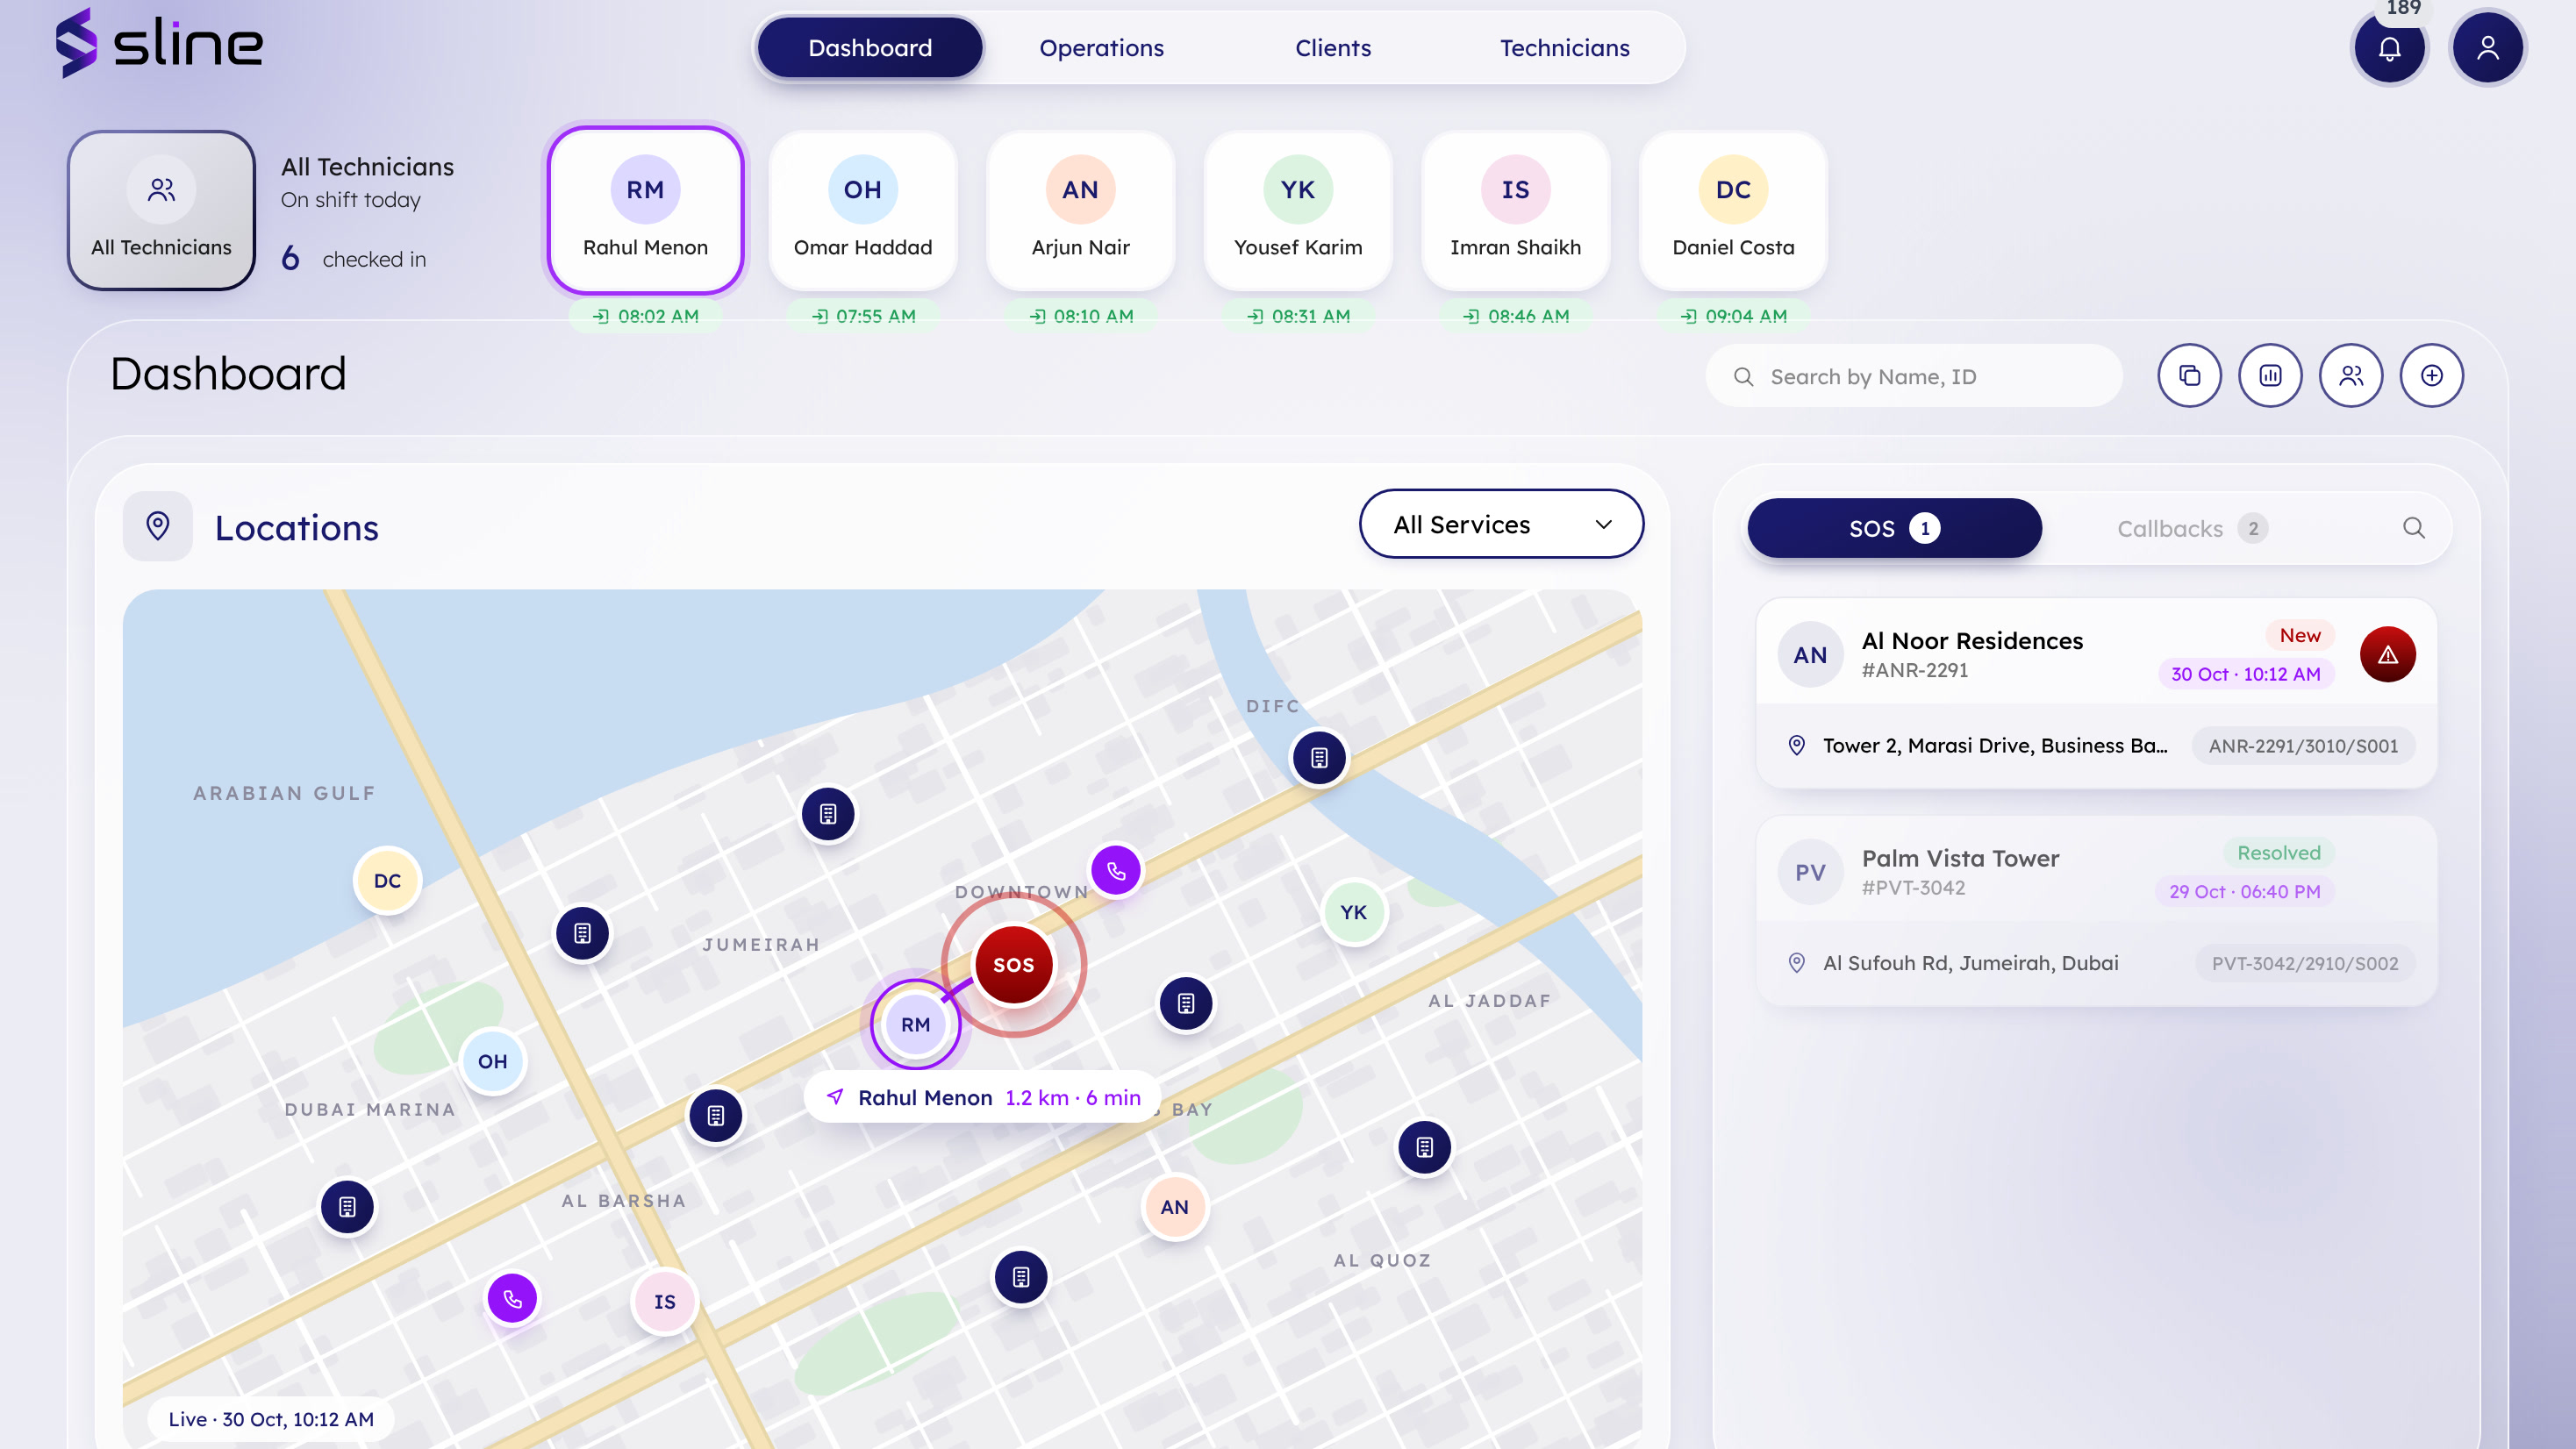 sline
Dashboard
Operations
Clients
Technicians
189
All Technicians
All Technicians
On shift today
6 checked in
RM
Rahul Menon
08:02 AM
OH
Omar Haddad
07:55 AM
AN
Arjun Nair
08:10 AM
YK
Yousef Karim
08:31 AM
IS
Imran Shaikh
08:46 AM
DC
Daniel Costa
09:04 AM
Dashboard
Search by Name, ID
Locations
All Services
DIFC
ARABIAN GULF
DC
DOWNTOWN
YK
JUMEIRAH
SOS
AL JADDAF
RM
OH
Rahul Menon 1.2 km · 6 min
BAY
DUBAI MARINA
AL BARSHA
AN
AL QUOZ
IS
Live · 30 Oct, 10:12 AM
SOS 1
Callbacks 2
AN
Al Noor Residences
#ANR-2291
New
30 Oct · 10:12 AM
Tower 2, Marasi Drive, Business Ba...
ANR-2291/3010/S001
PV
Palm Vista Tower
#PVT-3042
Resolved
29 Oct · 06:40 PM
Al Sufouh Rd, Jumeirah, Dubai
PVT-3042/2910/S002